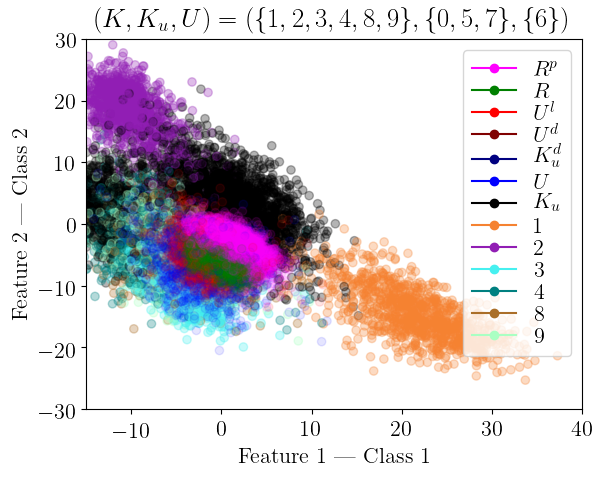 (K, K_u, U) = ({1, 2, 3, 4, 8, 9}, {0, 5, 7}, {6})
30
20
10
0
−10
−20
−30
Feature 2 — Class 2
R^p
R
U^l
U^d
K_u^d
U
K_u
1
2
3
4
8
9
−10
0
10
20
30
40
Feature 1 — Class 1